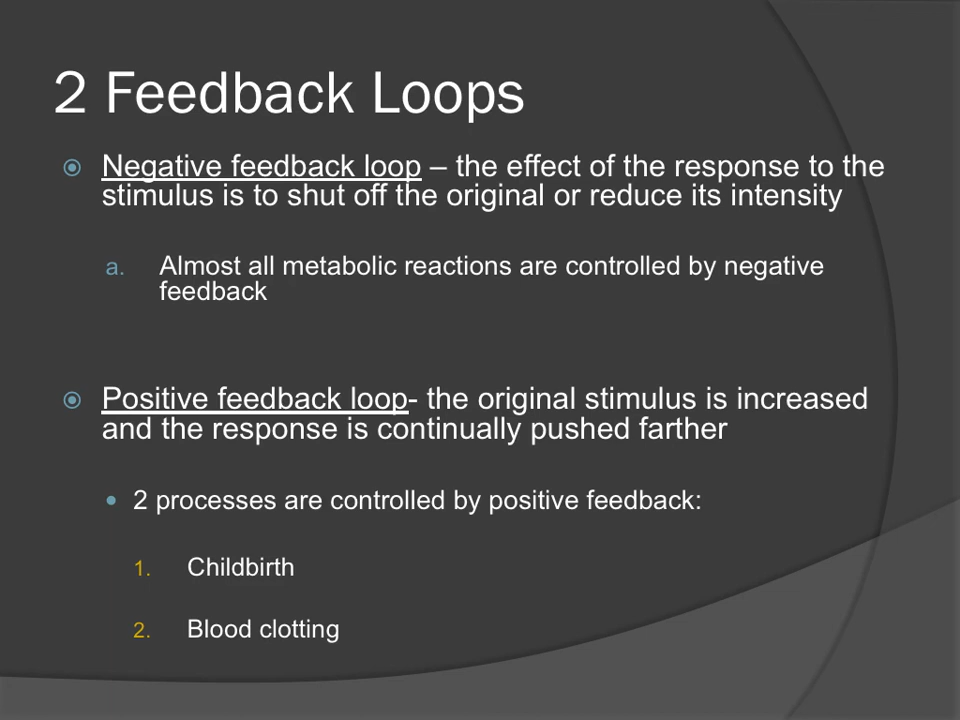 2 Feedback Loops
Negative feedback loop – the effect of the response to the
stimulus is to shut off the original or reduce its intensity
a. Almost all metabolic reactions are controlled by negative
feedback
Positive feedback loop- the original stimulus is increased
and the response is continually pushed farther
2 processes are controlled by positive feedback:
1. Childbirth
2. Blood clotting